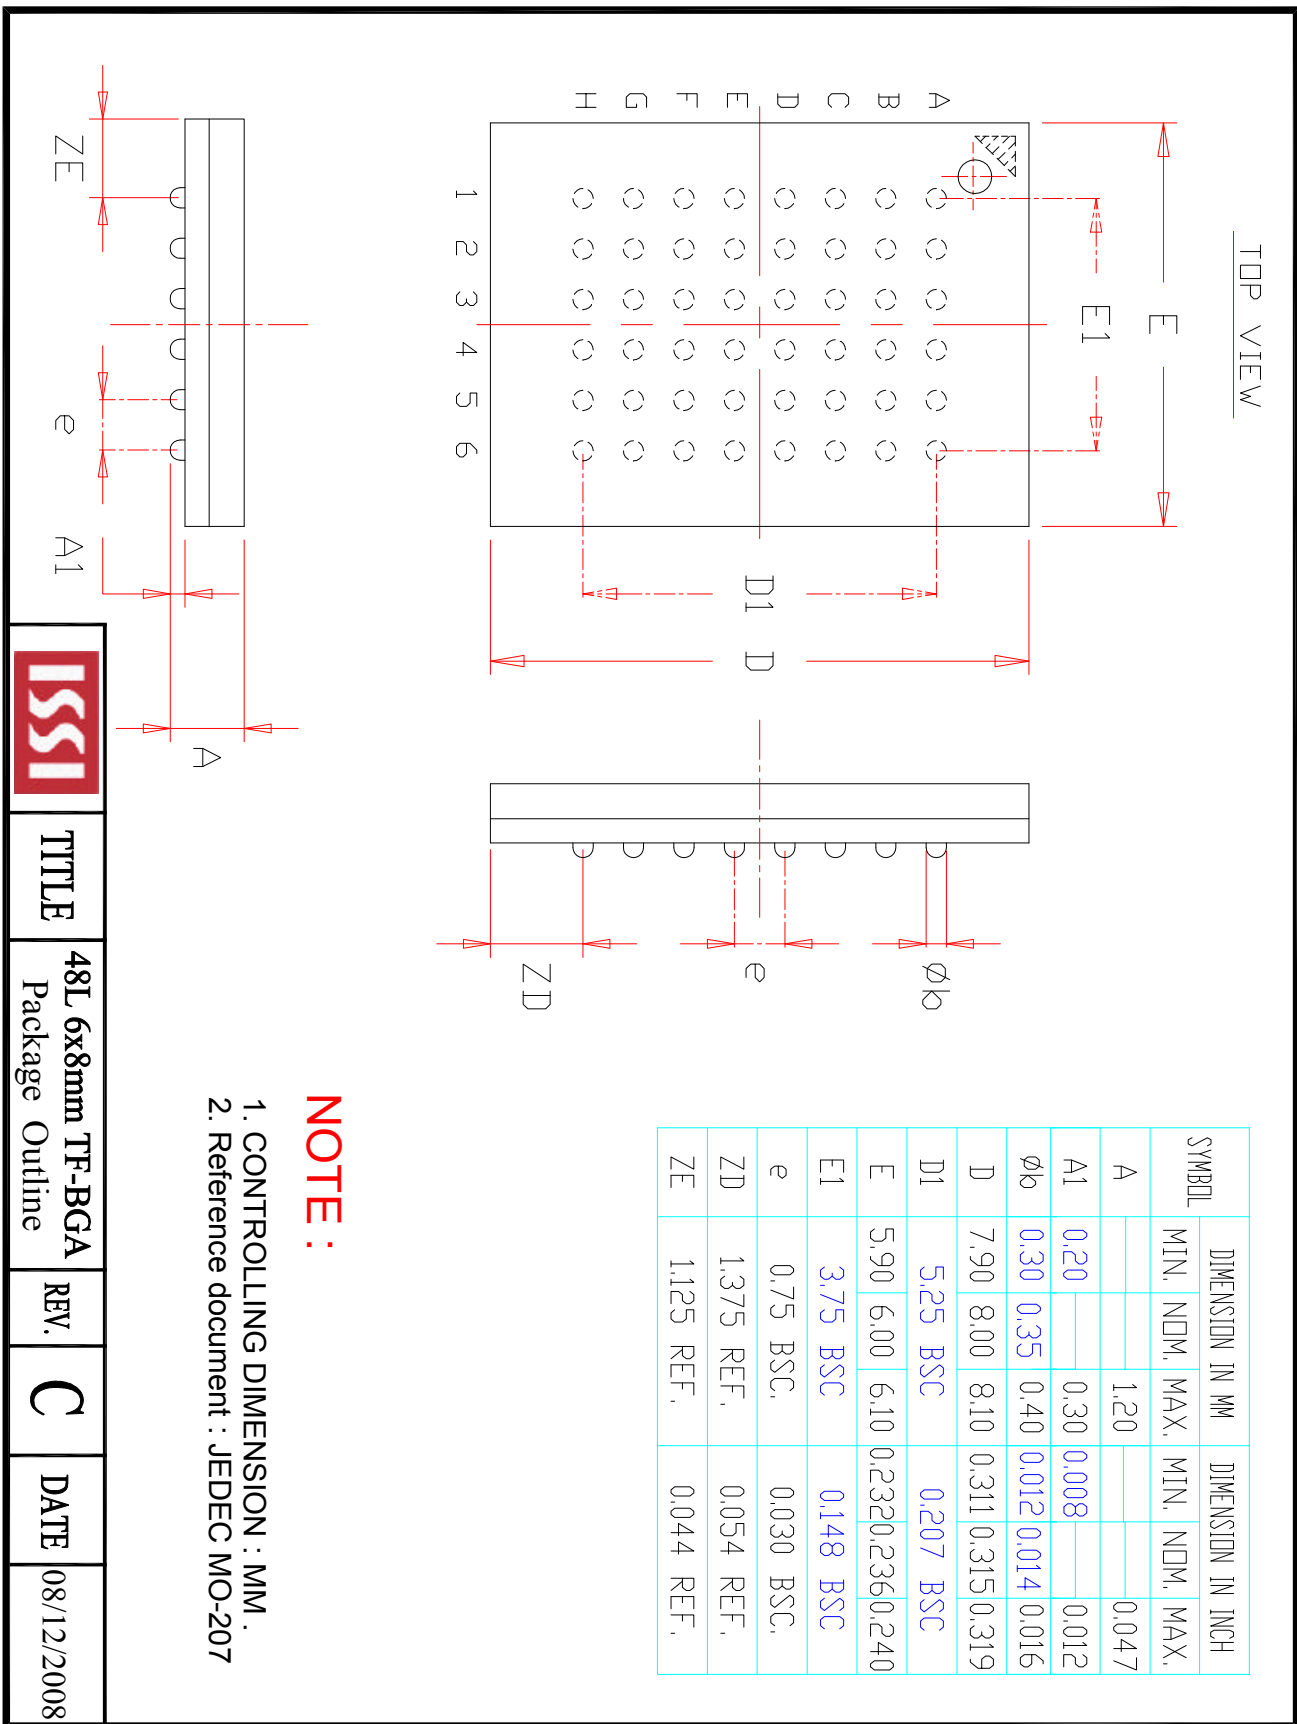 TOP VIEW
E
E1
A
B
C
D
E
F
G
H
1 2 3 4 5 6
D1
D
Øb
e
ZD
ZE
e
A1
A
SYMBOL DIMENSION IN MM DIMENSION IN INCH
MIN. NOM. MAX. MIN. NOM. MAX.
A 1.20 0.047
A1 0.20 0.30 0.008 0.012
Øb 0.30 0.35 0.40 0.012 0.014 0.016
D 7.90 8.00 8.10 0.311 0.315 0.319
D1 5.25 BSC 0.207 BSC
E 5.90 6.00 6.10 0.232 0.236 0.240
E1 3.75 BSC 0.148 BSC
e 0.75 BSC. 0.030 BSC.
ZD 1.375 REF. 0.054 REF.
ZE 1.125 REF. 0.044 REF.
NOTE :
1. CONTROLLING DIMENSION : MM .
2. Reference document : JEDEC MO-207
ISSI
TITLE
48L 6x8mm TF-BGA
Package Outline
REV.
C
DATE
08/12/2008